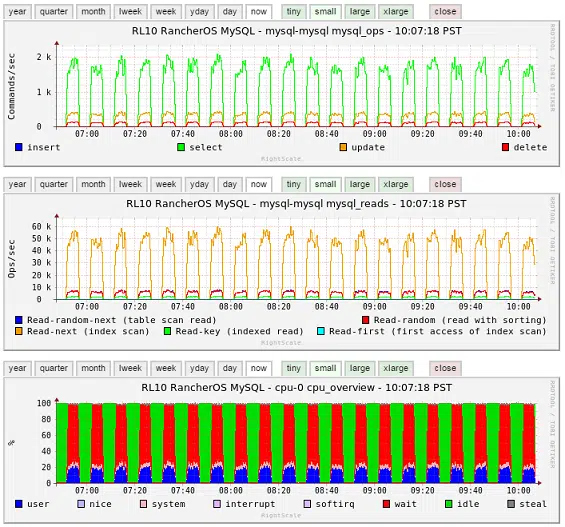 year quarter month lweek week yday day now tiny small large xlarge close
RL10 RancherOS MySQL - mysql-mysql mysql_ops - 10:07:18 PST
RRDTOOL / TOBI OETIKER
Commands/sec
2 k
1 k
0
07:00 07:20 07:40 08:00 08:20 08:40 09:00 09:20 09:40 10:00
insert select update delete
RightScale
year quarter month lweek week yday day now tiny small large xlarge close
RL10 RancherOS MySQL - mysql-mysql mysql_reads - 10:07:18 PST
RRDTOOL / TOBI OETIKER
Ops/sec
60 k
50 k
40 k
30 k
20 k
10 k
0
07:00 07:20 07:40 08:00 08:20 08:40 09:00 09:20 09:40 10:00
Read-random-next (table scan read) Read-random (read with sorting)
Read-next (index scan) Read-key (indexed read) Read-first (first access of index scan)
RightScale
year quarter month lweek week yday day now tiny small large xlarge close
RL10 RancherOS MySQL - cpu-0 cpu_overview - 10:07:18 PST
RRDTOOL / TOBI OETIKER
%
100
80
60
40
20
0
07:00 07:20 07:40 08:00 08:20 08:40 09:00 09:20 09:40 10:00
user nice system interrupt softirq wait idle steal
RightScale